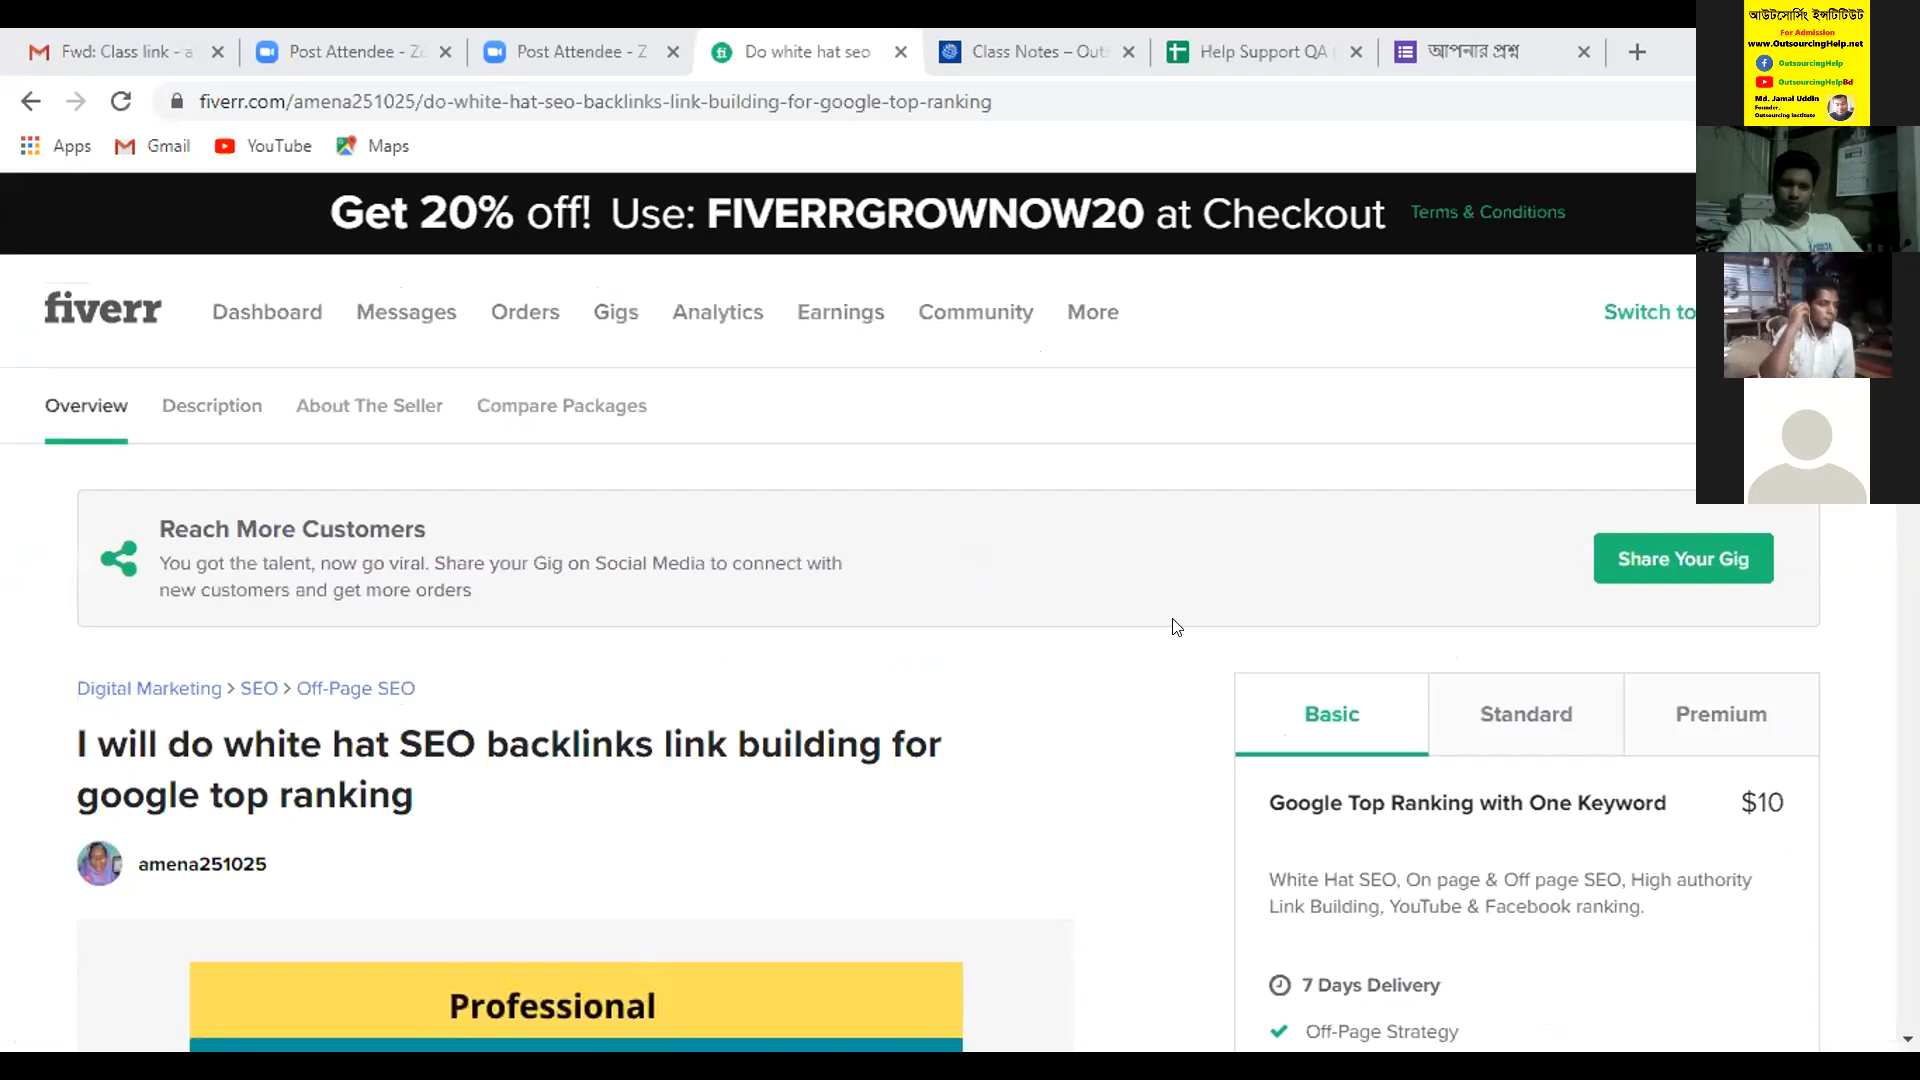 Fwd: Class link - a
Post Attendee - Z
Post Attendee - Z
Do white hat seo
Class Notes – Out
Help Support QA
আপনার প্রশ্ন
fiverr.com/amena251025/do-white-hat-seo-backlinks-link-building-for-google-top-ranking
Apps
Gmail
YouTube
Maps
আউটসোর্সিং ইন্সটিটিউট
For Admission
www.OutsourcingHelp.net
OutsourcingHelp
OutsourcingHelpBd
Md. Jamal Uddin
Founder,
Outsourcing Institute
Get 20% off! Use: FIVERRGROWNOW20 at Checkout
Terms & Conditions
fiverr
Dashboard
Messages
Orders
Gigs
Analytics
Earnings
Community
More
Switch to
Overview
Description
About The Seller
Compare Packages
Reach More Customers
You got the talent, now go viral. Share your Gig on Social Media to connect with
new customers and get more orders
Share Your Gig
Digital Marketing > SEO > Off-Page SEO
I will do white hat SEO backlinks link building for
google top ranking
amena251025
Professional
Basic
Standard
Premium
Google Top Ranking with One Keyword
$10
White Hat SEO, On page & Off page SEO, High authority
Link Building, YouTube & Facebook ranking.
7 Days Delivery
Off-Page Strategy